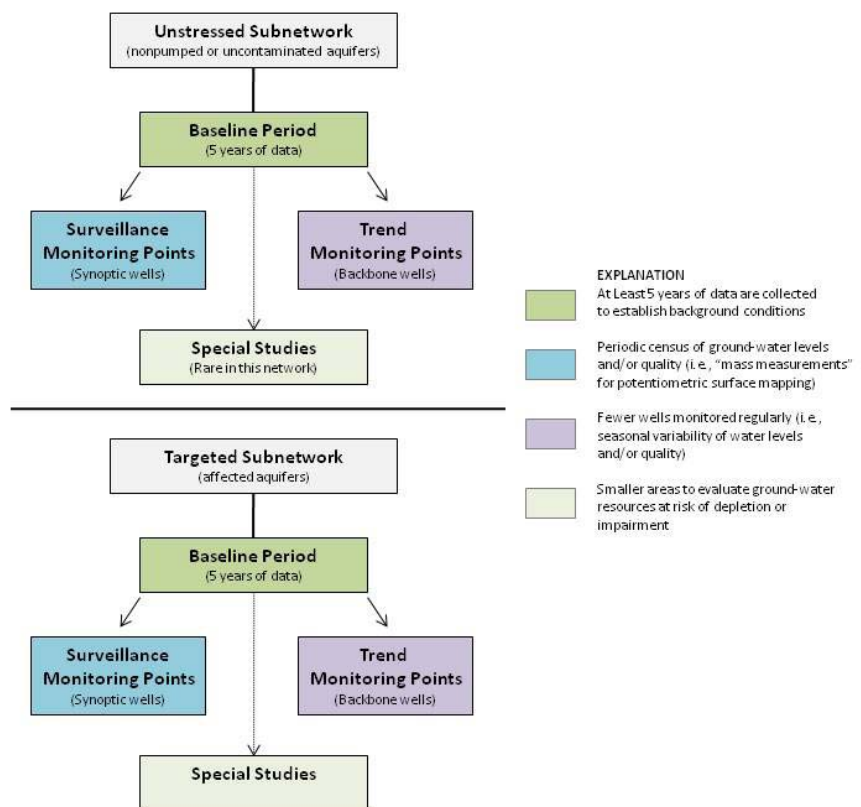 Unstressed Subnetwork
(nonpumped or uncontaminated aquifers)
Baseline Period
(5 years of data)
Surveillance
Monitoring Points
(Synoptic wells)
Trend
Monitoring Points
(Backbone wells)
Special Studies
(Rare in this network)
Targeted Subnetwork
(affected aquifers)
Baseline Period
(5 years of data)
Surveillance
Monitoring Points
(Synoptic wells)
Trend
Monitoring Points
(Backbone wells)
Special Studies
EXPLANATION
At Least 5 years of data are collected
to establish background conditions
Periodic census of ground-water levels
and/or quality (i.e., "mass measurements"
for potentiometric surface mapping)
Fewer wells monitored regularly (i.e.,
seasonal variability of water levels
and/or quality)
Smaller areas to evaluate ground-water
resources at risk of depletion or
impairment